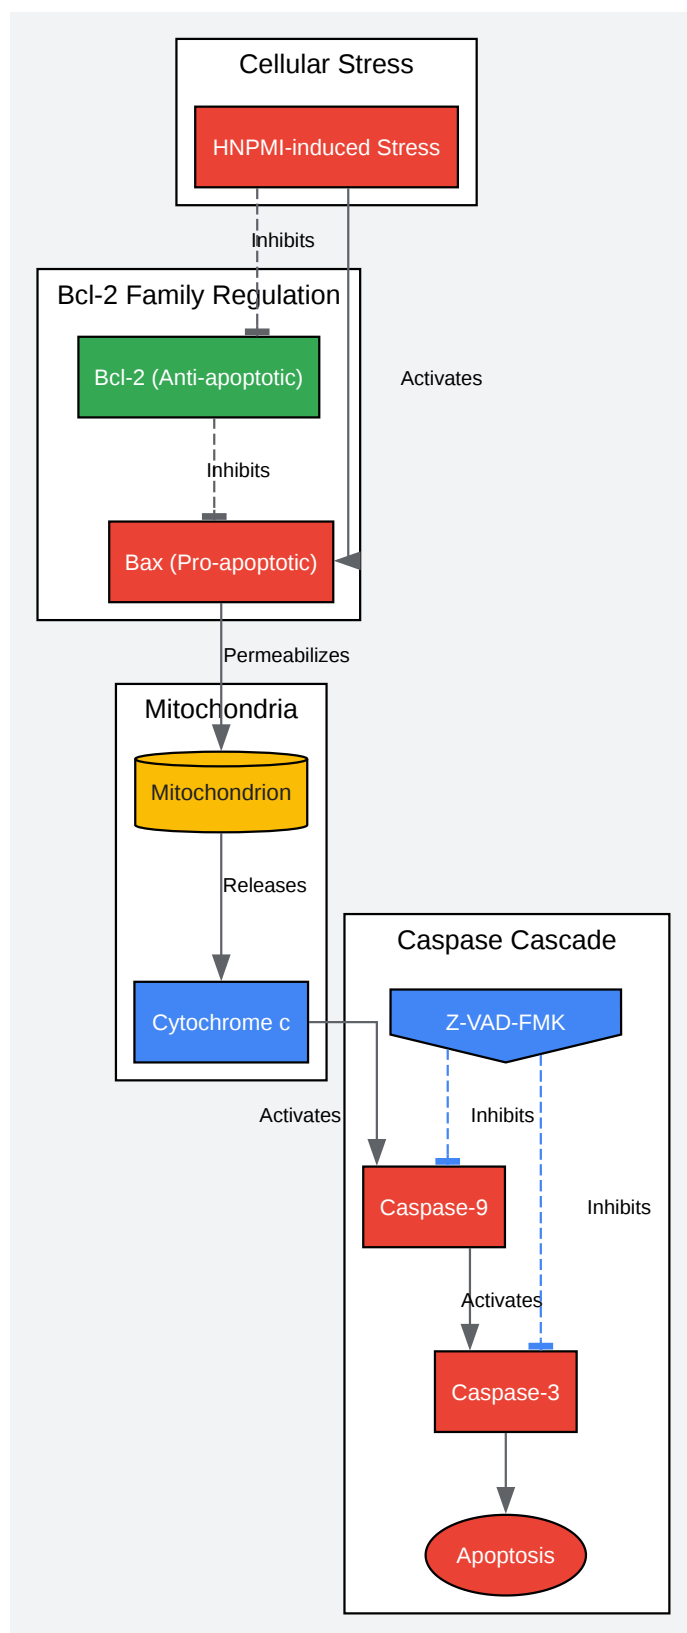 Cellular Stress
HNPMI-induced Stress
Inhibits
Bcl-2 Family Regulation
Bcl-2 (Anti-apoptotic)
Activates
Inhibits
Bax (Pro-apoptotic)
Permeabilizes
Mitochondria
Mitochondrion
Releases
Caspase Cascade
Cytochrome c
Z-VAD-FMK
Activates
Inhibits
Caspase-9
Inhibits
Activates
Caspase-3
Apoptosis